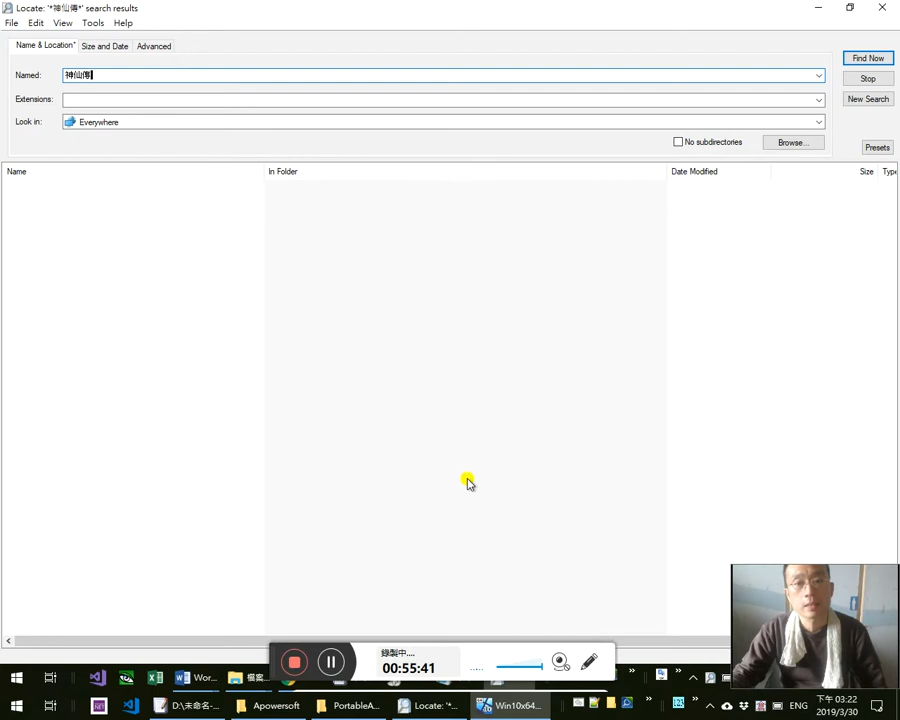 Locate: '*神仙傳*' search results
File Edit View Tools Help
Name & Location* Size and Date Advanced
Named: 神仙傳
Find Now
Extensions:
Stop
Look in: Everywhere
New Search
No subdirectories Browse...
Presets
Name In Folder Date Modified Size Type
錄製中....
00:55:41
Wor... 檔案...
D:\未命名-... Apowersoft PortableA... Locate: '*... Win10x64... ENG
下午 03:22
2019/3/30